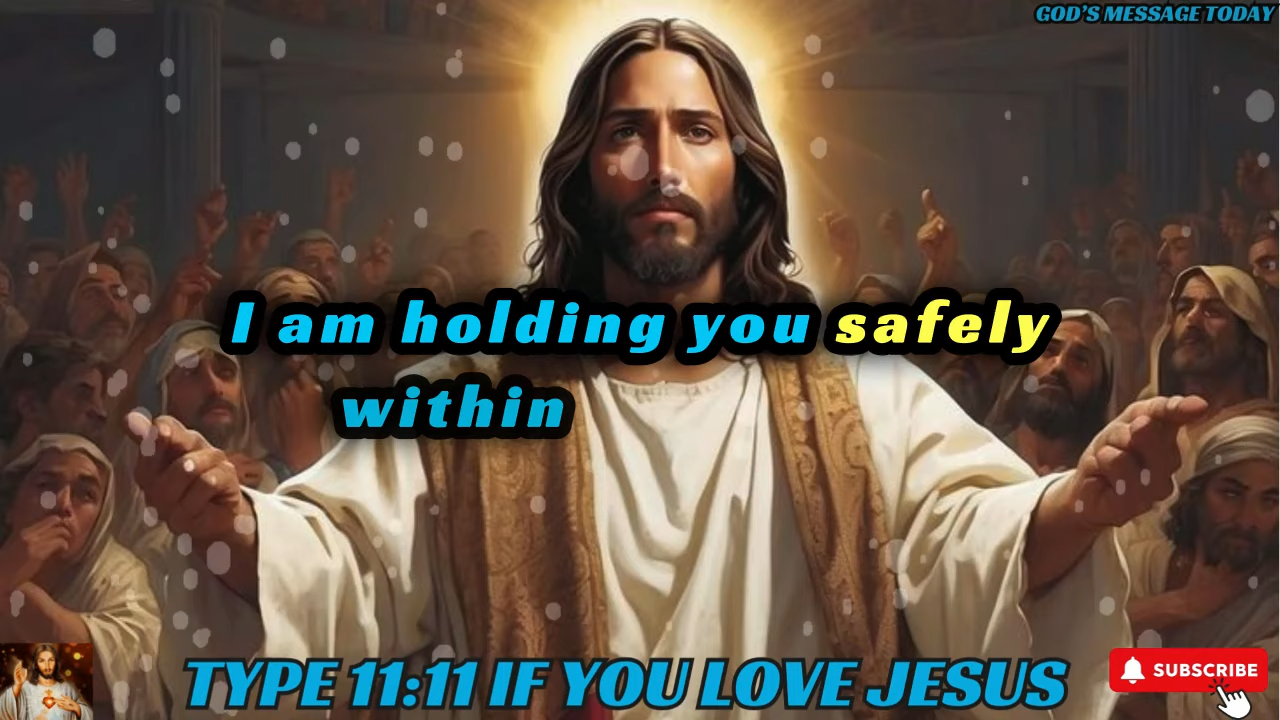 GOD'S MESSAGE TODAY
I am holding you safely
within
TYPE 11:11 IF YOU LOVE JESUS
SUBSCRIBE